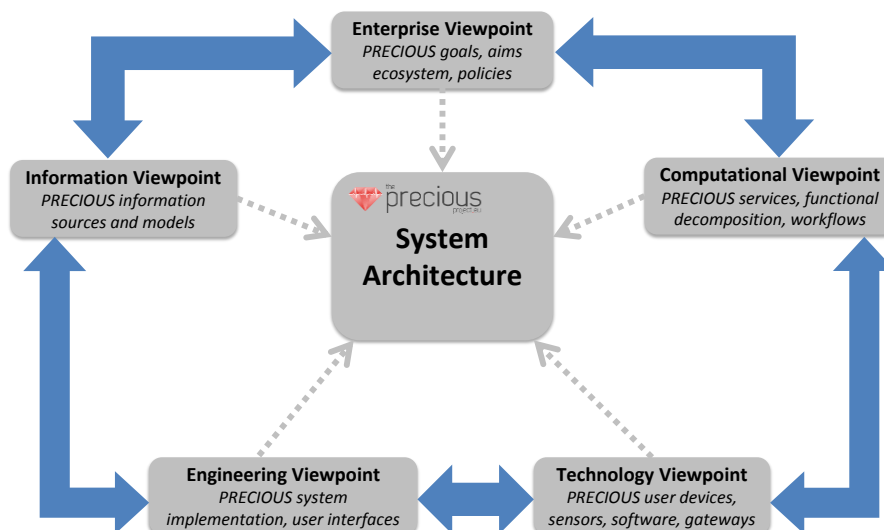 Enterprise Viewpoint
PRECIOUS goals, aims
ecosystem, policies
Information Viewpoint
PRECIOUS information
sources and models
Computational Viewpoint
PRECIOUS services, functional
decomposition, workflows
the
precious
project.eu
System
Architecture
Engineering Viewpoint
PRECIOUS system
implementation, user interfaces
Technology Viewpoint
PRECIOUS user devices,
sensors, software, gateways